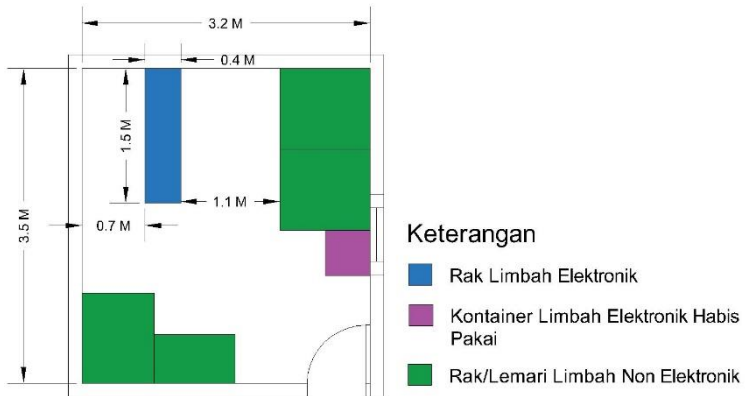 3.2 M
0.4 M
1.5 M
3.5 M
1.1 M
0.7 M
Keterangan
Rak Limbah Elektronik
Kontainer Limbah Elektronik Habis
Pakai
Rak/Lemari Limbah Non Elektronik